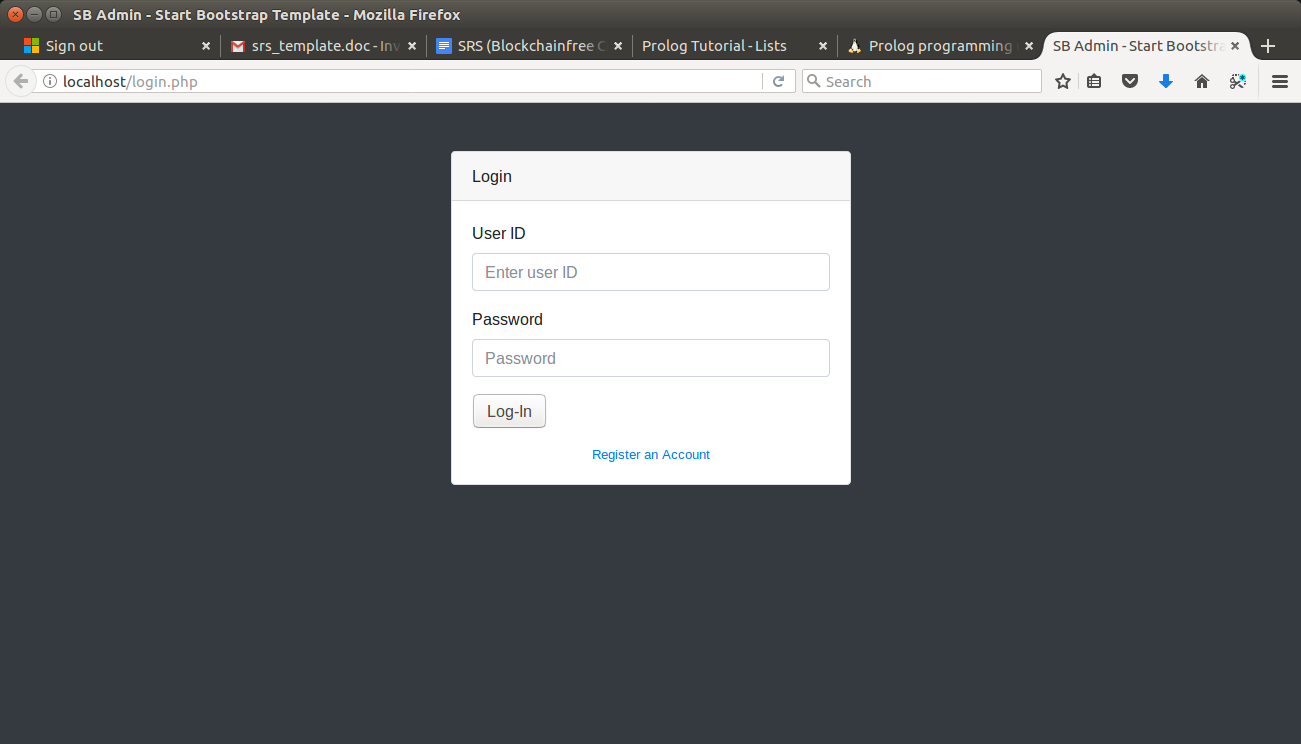 SB Admin - Start Bootstrap Template - Mozilla Firefox
Sign out
srs_template.doc - Inv
SRS (Blockchainfree C
Prolog Tutorial - Lists
Prolog programming
SB Admin - Start Bootstra
localhost/login.php
Search
Login
User ID
Enter user ID
Password
Password
Log-In
Register an Account